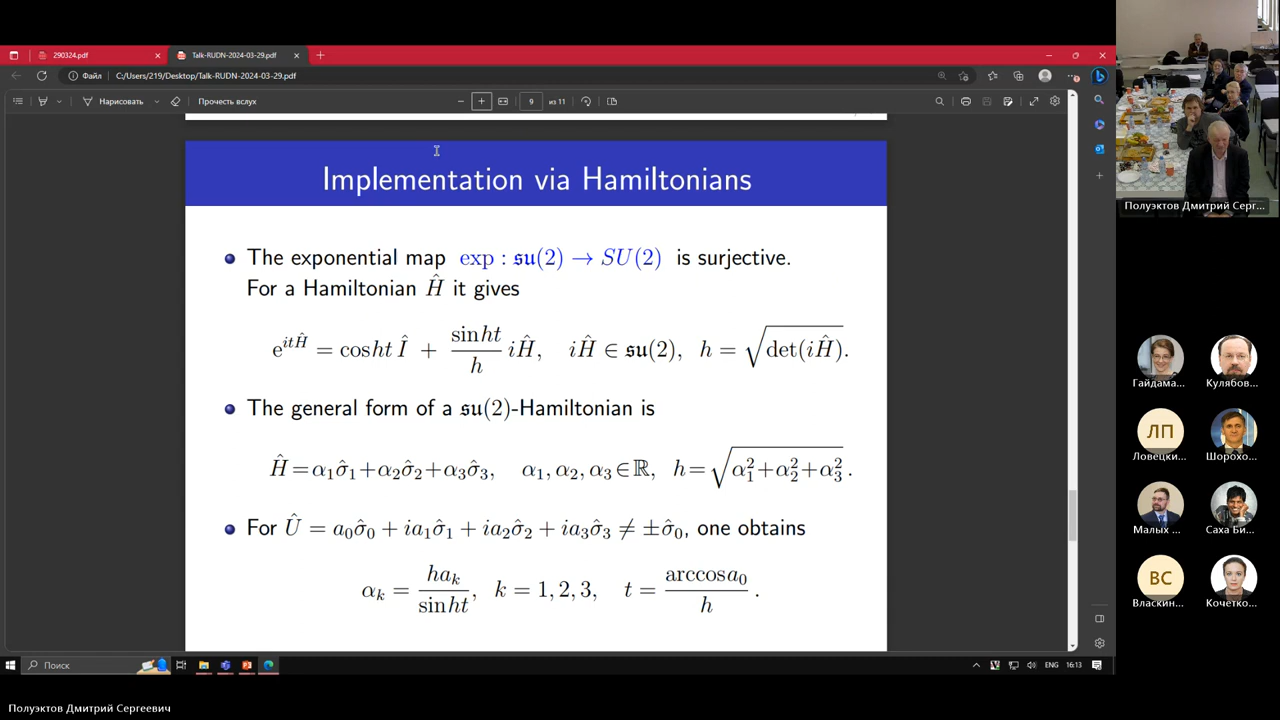 290324.pdf
Talk-RUDN-2024-03-29.pdf
Файл
C:/Users/219/Desktop/Talk-RUDN-2024-03-29.pdf
Нарисовать
Прочесть вслух
9
из 11
Implementation via Hamiltonians
The exponential map exp : 𝔰𝔲(2) → SU(2) is surjective.
For a Hamiltonian Ĥ it gives
e^{itĤ} = cos ht Î + \frac{sin ht}{h} iĤ, iĤ ∈ 𝔰𝔲(2), h = √det(iĤ).
The general form of a 𝔰𝔲(2)-Hamiltonian is
Ĥ=α₁σ̂₁+α₂σ̂₂+α₃σ̂₃, α₁, α₂, α₃∈ℝ, h=√{α₁²+α₂²+α₃²}.
For Û = a₀σ̂₀ + ia₁σ̂₁ + ia₂σ̂₂ + ia₃σ̂₃ ≠ ±σ̂₀, one obtains
αₖ = \frac{haₖ}{sin ht}, k = 1, 2, 3, t = \frac{arccos a₀}{h}.
Поиск
ENG
16:13
Полуэктов Дмитрий Серг...
Гайдама...
Кулябов...
ЛП
Ловецки...
Шорохо...
Малых ...
Саха Би...
ВС
Власкин...
Кочетко...
Полуэктов Дмитрий Сергеевич